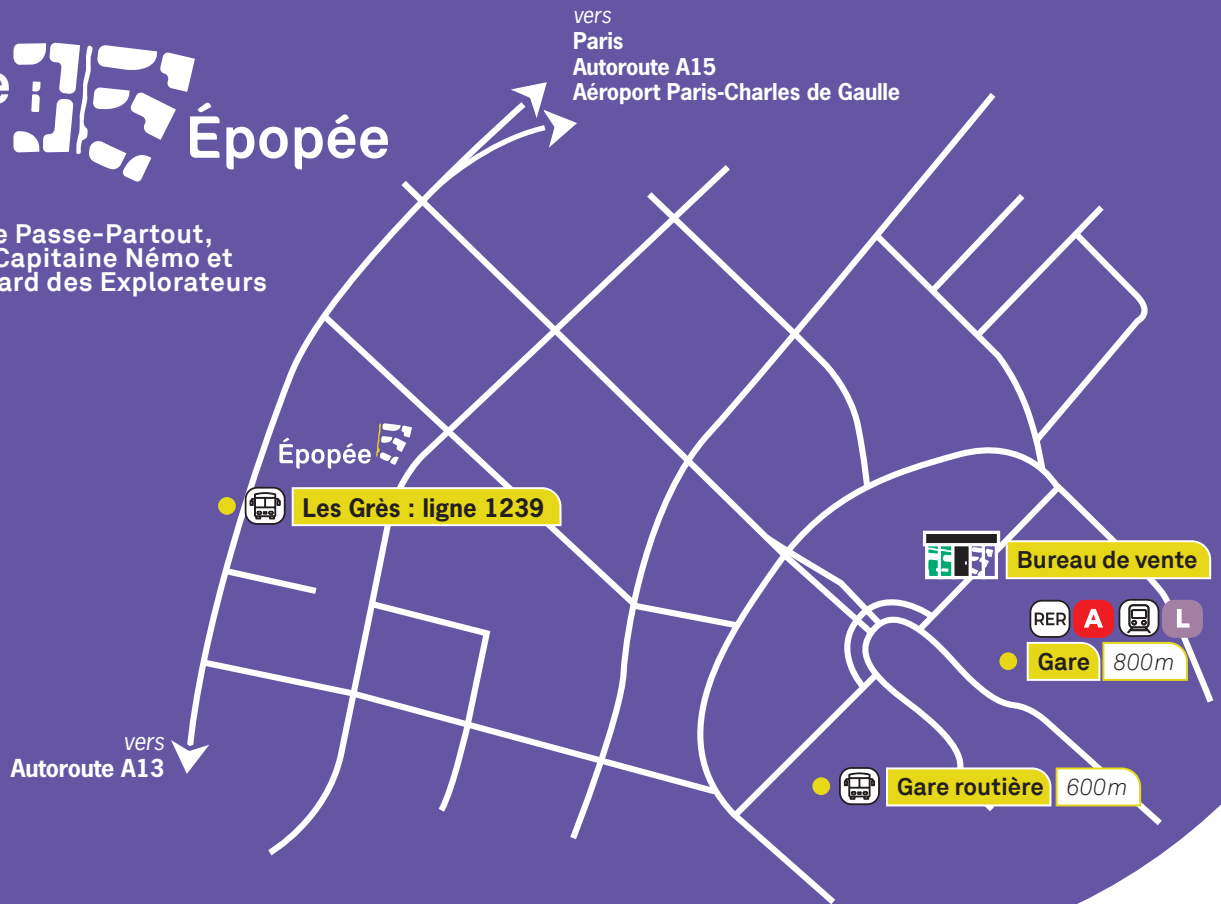 vers
Paris
Autoroute A15
Aéroport Paris-Charles de Gaulle
e
Épopée
e Passe-Partout,
Capitaine Némo et
ard des Explorateurs
Épopée
Les Grès : ligne 1239
Bureau de vente
RER A L
Gare 800m
vers
Autoroute A13
Gare routière 600m